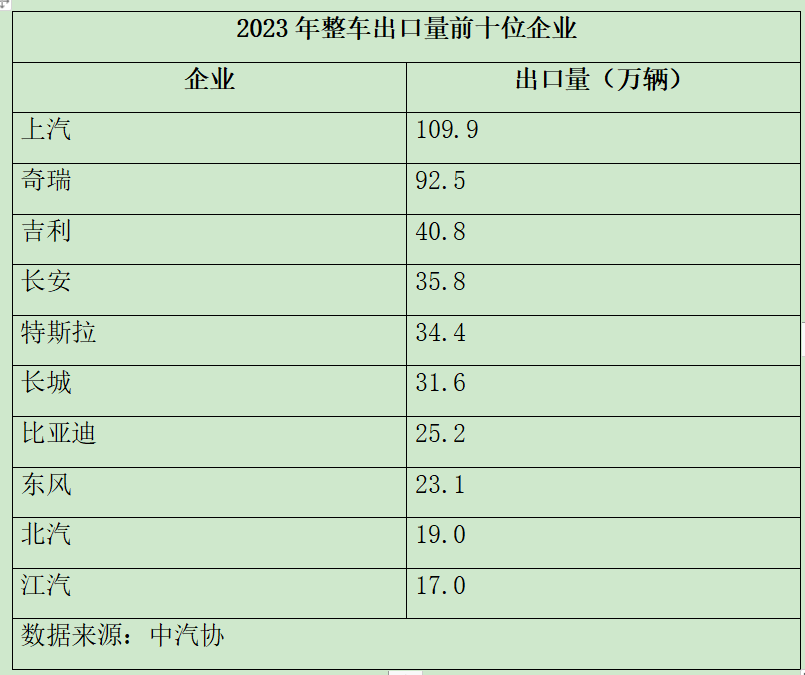 2023 年整车出口量前十位企业
企业 出口量（万辆）
上汽 109.9
奇瑞 92.5
吉利 40.8
长安 35.8
特斯拉 34.4
长城 31.6
比亚迪 25.2
东风 23.1
北汽 19.0
江汽 17.0
数据来源：中汽协